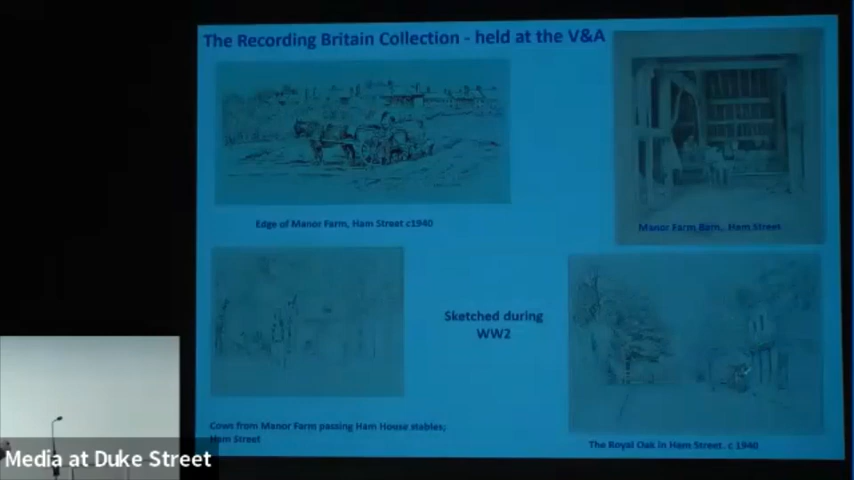 The Recording Britain Collection - held at the V&A
Edge of Manor Farm, Ham Street c1940
Manor Farm Barn, Ham Street
Sketched during
WW2
Cows from Manor Farm passing Ham House stables;
Ham Street
The Royal Oak in Ham Street. c 1940
Media at Duke Street